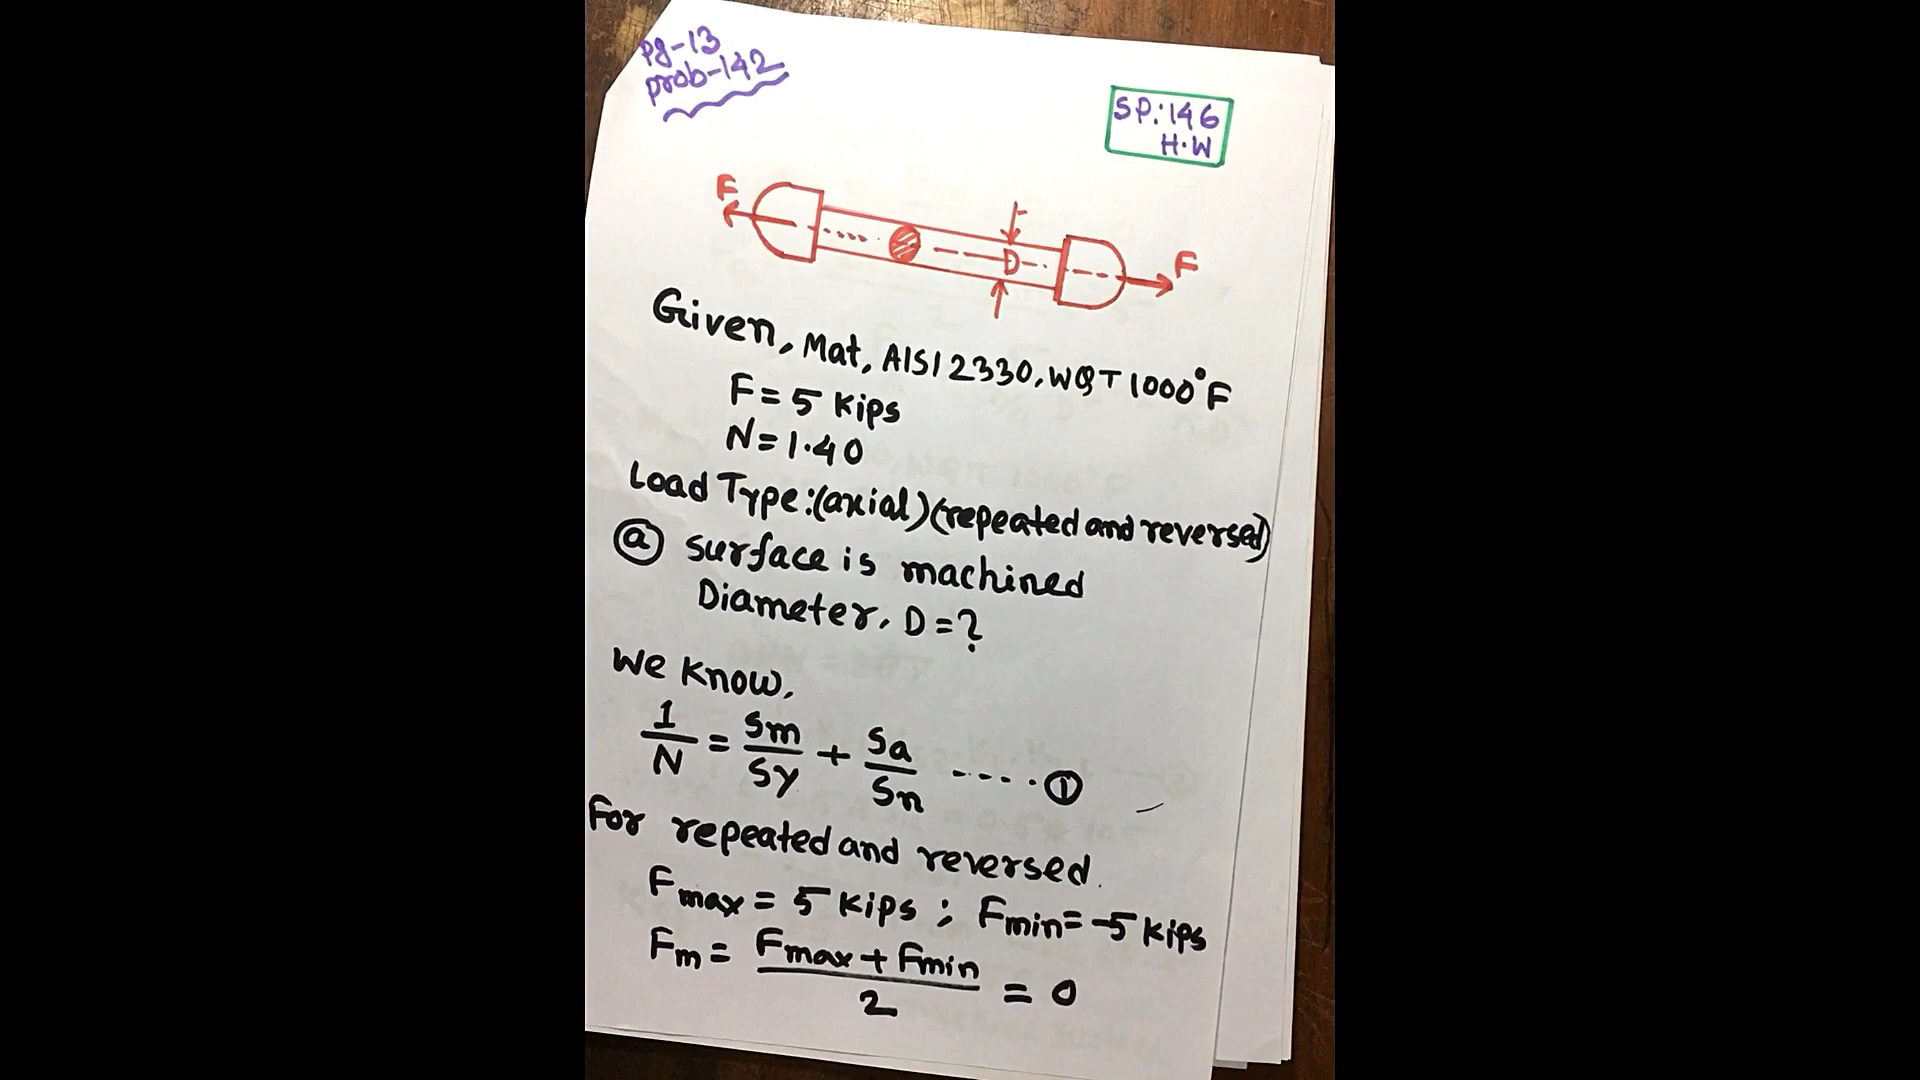 Pg-13
prob-142
SP:146
H.W
F
D
F
Given, Mat, AISI 2330, WQT 1000°F
F = 5 Kips
N = 1.40
Load Type:(axial)(repeated and reversed)
ⓐ surface is machined
Diameter, D = ?
We know,
1/N = Sm/Sy + Sa/Sn ----- ①
For repeated and reversed.
Fmax = 5 Kips ; Fmin = -5 Kips
Fm = Fmax + Fmin / 2 = 0